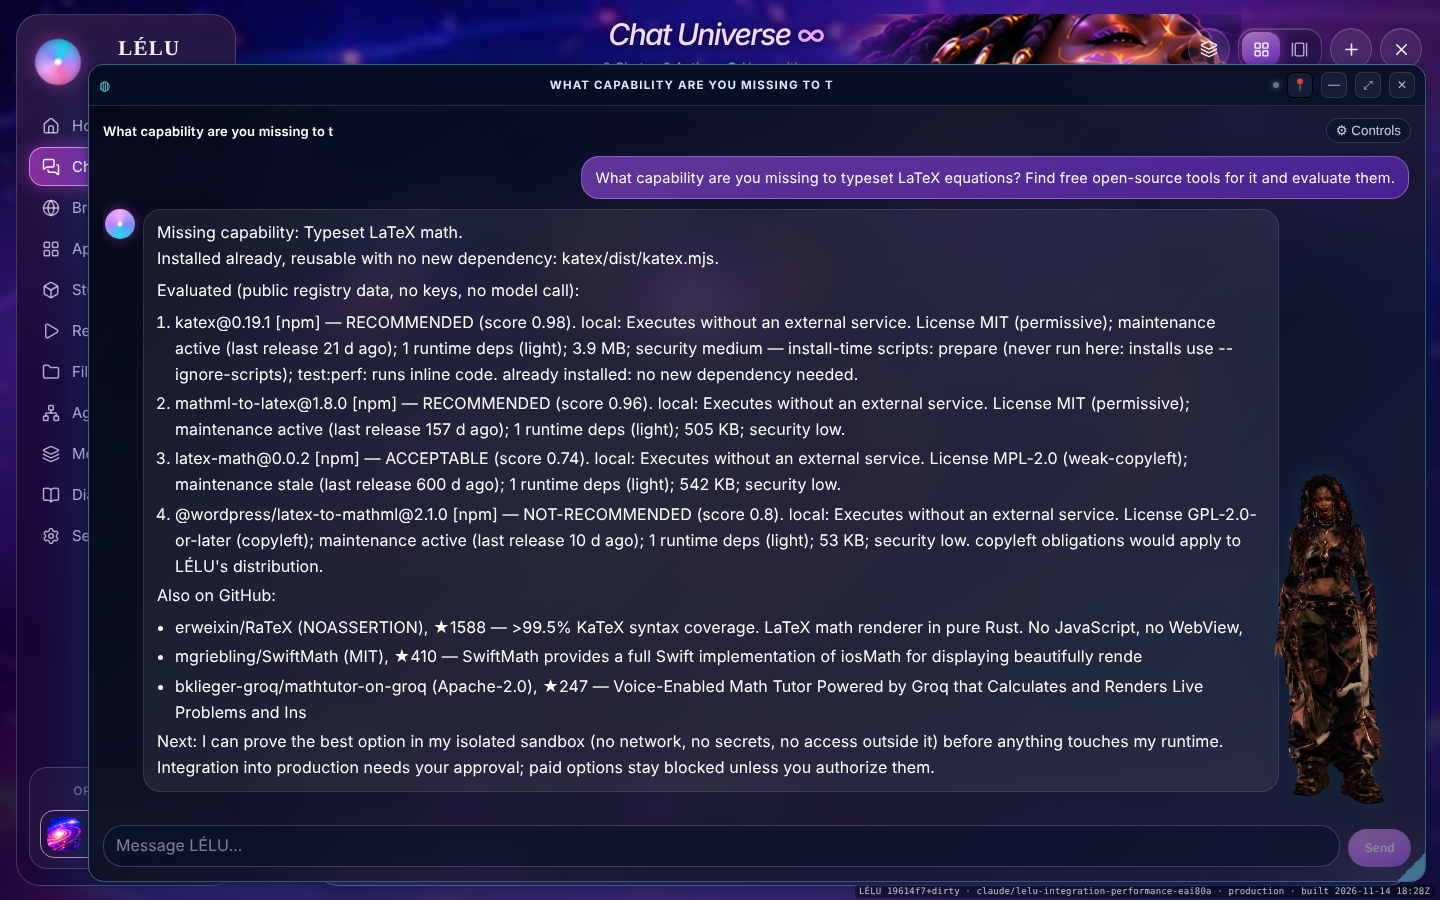 LÉLU
Chat Universe ∞
WHAT CAPABILITY ARE YOU MISSING TO T
What capability are you missing to t
Controls
What capability are you missing to typeset LaTeX equations? Find free open-source tools for it and evaluate them.
Missing capability: Typeset LaTeX math.
Installed already, reusable with no new dependency: katex/dist/katex.mjs.
Evaluated (public registry data, no keys, no model call):
1. katex@0.19.1 [npm] — RECOMMENDED (score 0.98). local: Executes without an external service. License MIT (permissive); maintenance
active (last release 21 d ago); 1 runtime deps (light); 3.9 MB; security medium — install-time scripts: prepare (never run here: installs use --
ignore-scripts); test:perf: runs inline code. already installed: no new dependency needed.
2. mathml-to-latex@1.8.0 [npm] — RECOMMENDED (score 0.96). local: Executes without an external service. License MIT (permissive);
maintenance active (last release 157 d ago); 1 runtime deps (light); 505 KB; security low.
3. latex-math@0.0.2 [npm] — ACCEPTABLE (score 0.74). local: Executes without an external service. License MPL-2.0 (weak-copyleft);
maintenance stale (last release 600 d ago); 1 runtime deps (light); 542 KB; security low.
4. @wordpress/latex-to-mathml@2.1.0 [npm] — NOT-RECOMMENDED (score 0.8). local: Executes without an external service. License GPL-2.0-
or-later (copyleft); maintenance active (last release 10 d ago); 1 runtime deps (light); 53 KB; security low. copyleft obligations would apply to
LÉLU's distribution.
Also on GitHub:
• erweixin/RaTeX (NOASSERTION), ★1588 — >99.5% KaTeX syntax coverage. LaTeX math renderer in pure Rust. No JavaScript, no WebView,
• mgriebling/SwiftMath (MIT), ★410 — SwiftMath provides a full Swift implementation of iosMath for displaying beautifully rende
• bklieger-groq/mathtutor-on-groq (Apache-2.0), ★247 — Voice-Enabled Math Tutor Powered by Groq that Calculates and Renders Live
Problems and Ins
Next: I can prove the best option in my isolated sandbox (no network, no secrets, no access outside it) before anything touches my runtime.
Integration into production needs your approval; paid options stay blocked unless you authorize them.
Message LÉLU...
Send
LÉLU 19614f7+dirty · claude/lelu-integration-performance-eai80a · production · built 2026-11-14 18:28Z